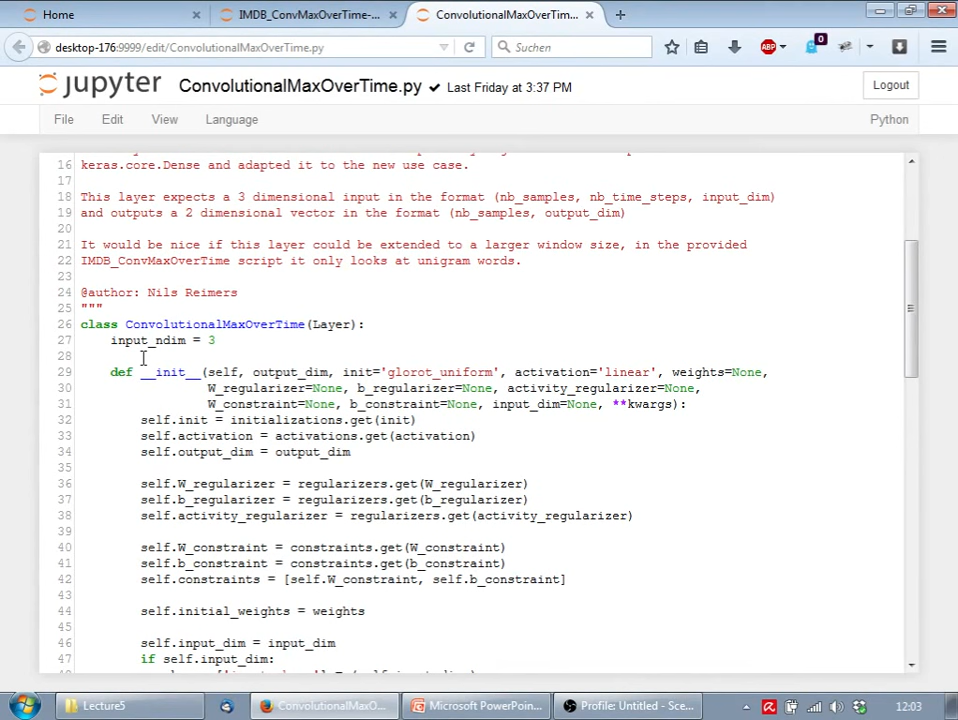 Home
IMDB_ConvMaxOverTime-...
ConvolutionalMaxOverTime....
desktop-176:9999/edit/ConvolutionalMaxOverTime.py
Suchen
ABP
0
jupyter ConvolutionalMaxOverTime.py ✔ Last Friday at 3:37 PM
Logout
File Edit View Language
Python
16 keras.core.Dense and adapted it to the new use case.
17
18 This layer expects a 3 dimensional input in the format (nb_samples, nb_time_steps, input_dim)
19 and outputs a 2 dimensional vector in the format (nb_samples, output_dim)
20
21 It would be nice if this layer could be extended to a larger window size, in the provided
22 IMDB_ConvMaxOverTime script it only looks at unigram words.
23
24 @author: Nils Reimers
25 """
26 class ConvolutionalMaxOverTime(Layer):
27 input_ndim = 3
28
29 def __init__(self, output_dim, init='glorot_uniform', activation='linear', weights=None,
30 W_regularizer=None, b_regularizer=None, activity_regularizer=None,
31 W_constraint=None, b_constraint=None, input_dim=None, **kwargs):
32 self.init = initializations.get(init)
33 self.activation = activations.get(activation)
34 self.output_dim = output_dim
35
36 self.W_regularizer = regularizers.get(W_regularizer)
37 self.b_regularizer = regularizers.get(b_regularizer)
38 self.activity_regularizer = regularizers.get(activity_regularizer)
39
40 self.W_constraint = constraints.get(W_constraint)
41 self.b_constraint = constraints.get(b_constraint)
42 self.constraints = [self.W_constraint, self.b_constraint]
43
44 self.initial_weights = weights
45
46 self.input_dim = input_dim
47 if self.input_dim:
Lecture5
ConvolutionalMaxO...
Microsoft PowerPoint...
Profile: Untitled - Sce...
12:03